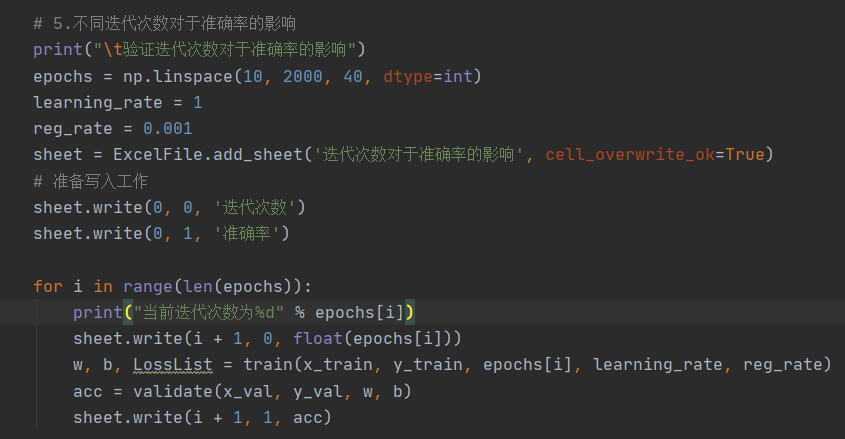 # 5.不同迭代次数对于准确率的影响
print("\t验证迭代次数对于准确率的影响")
epochs = np.linspace(10, 2000, 40, dtype=int)
learning_rate = 1
reg_rate = 0.001
sheet = ExcelFile.add_sheet('迭代次数对于准确率的影响', cell_overwrite_ok=True)
# 准备写入工作
sheet.write(0, 0, '迭代次数')
sheet.write(0, 1, '准确率')
for i in range(len(epochs)):
    print("当前迭代次数为%d" % epochs[i])
    sheet.write(i + 1, 0, float(epochs[i]))
    w, b, LossList = train(x_train, y_train, epochs[i], learning_rate, reg_rate)
    acc = validate(x_val, y_val, w, b)
    sheet.write(i + 1, 1, acc)